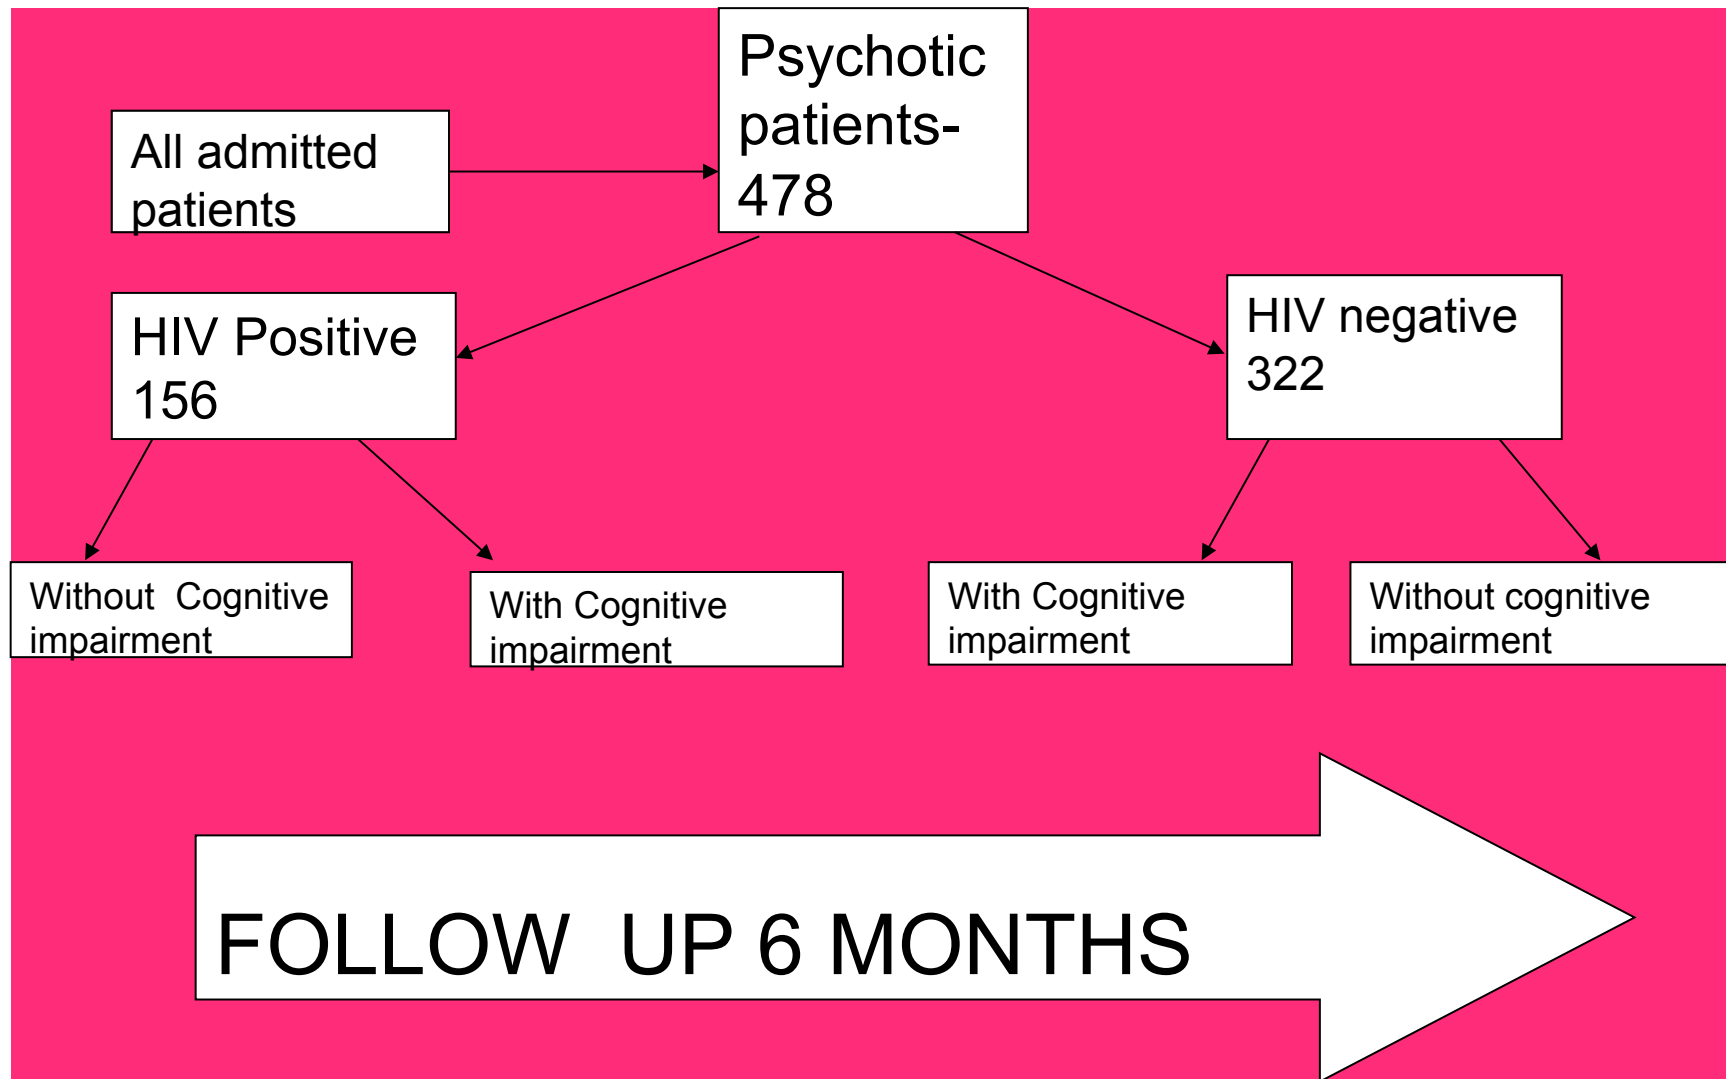 Psychotic
patients-
478
All admitted
patients
HIV Positive
156
HIV negative
322
Without  Cognitive
impairment
With Cognitive
impairment
With Cognitive
impairment
Without cognitive
impairment
FOLLOW  UP 6 MONTHS